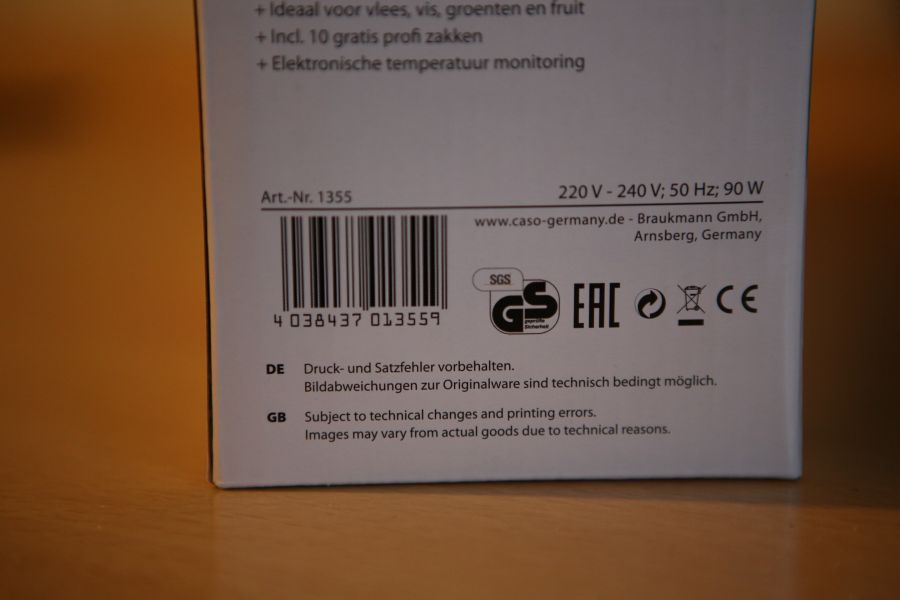 + Ideaal voor vlees, vis, groenten en fruit
+ Incl. 10 gratis profi zakken
+ Elektronische temperatuur monitoring
Art.-Nr. 1355
220 V - 240 V; 50 Hz; 90 W
www.caso-germany.de - Braukmann GmbH,
Arnsberg, Germany
4 038437 013559
SGS
GS
geprüfte
Sicherheit
EAC
CE
DE Druck- und Satzfehler vorbehalten.
Bildabweichungen zur Originalware sind technisch bedingt möglich.
GB Subject to technical changes and printing errors.
Images may vary from actual goods due to technical reasons.